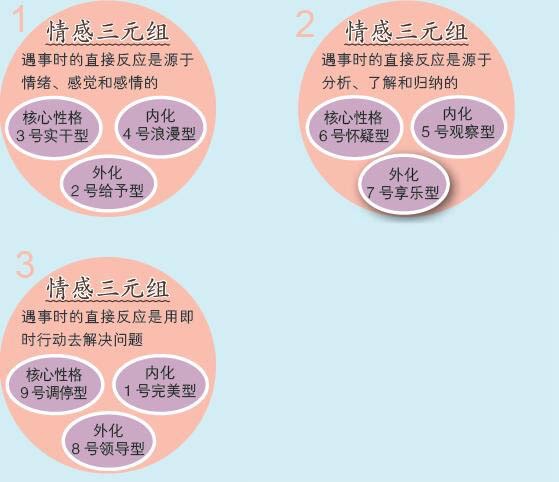 1
情感三元组
遇事时的直接反应是源于
情绪、感觉和感情的
核心性格
3号实干型
内化
4号浪漫型
外化
2号给予型
2
情感三元组
遇事时的直接反应是源于
分析、了解和归纳的
核心性格
6号怀疑型
内化
5号观察型
外化
7号享乐型
3
情感三元组
遇事时的直接反应是用即
时行动去解决问题
核心性格
9号调停型
内化
1号完美型
外化
8号领导型